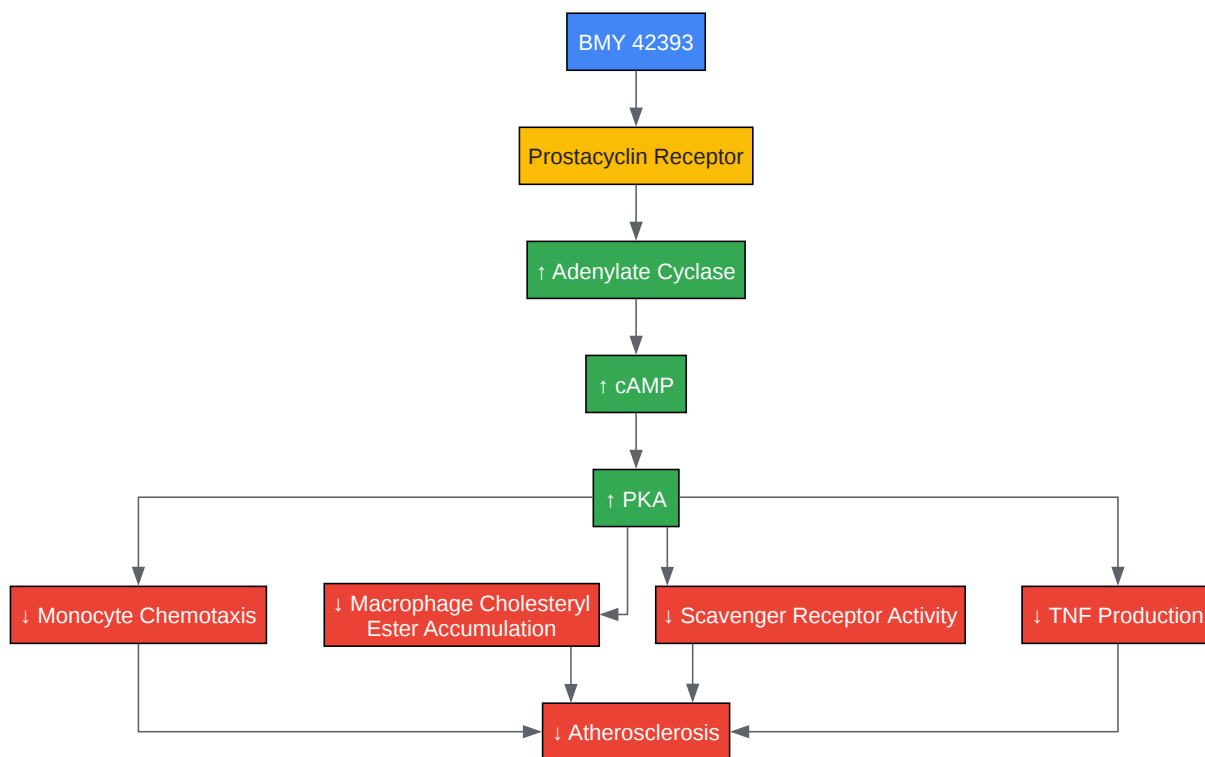 BMY 42393
Prostacyclin Receptor
↑ Adenylate Cyclase
↑ cAMP
↑ PKA
↓ Monocyte Chemotaxis
↓ Macrophage Cholesteryl
Ester Accumulation
↓ Scavenger Receptor Activity
↓ TNF Production
↓ Atherosclerosis